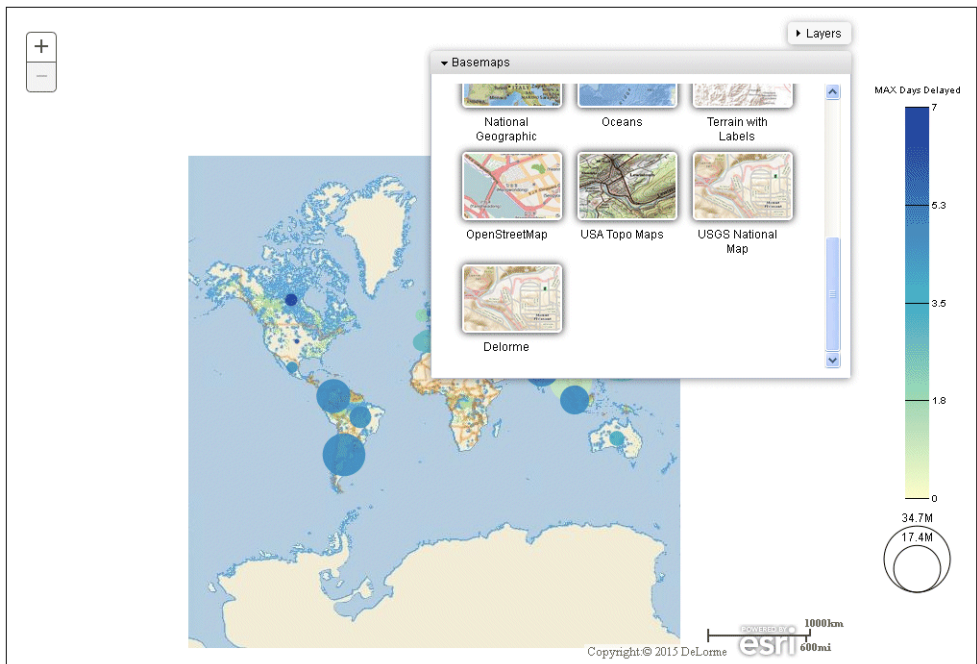 +
Layers
−
Basemaps
MAX Days Delayed
7
National
Geographic
Oceans
Terrain with
Labels
5.3
OpenStreetMap
USA Topo Maps
USGS National
Map
3.5
Delorme
1.8
0
34.7M
17.4M
1000km
POWERED BY
esri
600mi
Copyright:© 2015 DeLorme